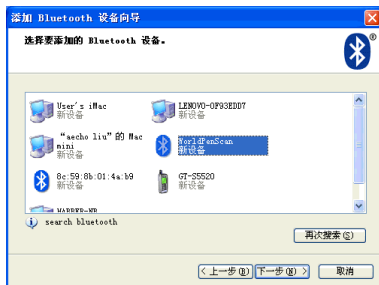 添加 Bluetooth 设备向导
选择要添加的 Bluetooth 设备。
User's iMac
新设备
LENOVO-0F93EDD7
新设备
“aecho liu”的 Mac
mini
新设备
WorldPenScan
新设备
8c:59:8b:01:4a:b9
新设备
GT-S5520
新设备
search bluetooth
再次搜索(S)
< 上一步(B)
下一步(N) >
取消